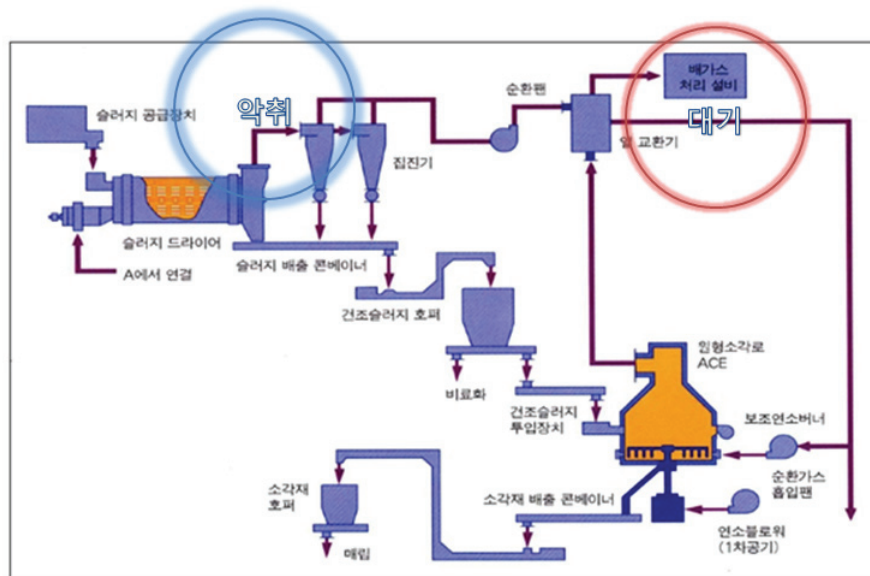 악취
배가스
처리 설비
순환팬
대기
슬러지 공급장치
열 교환기
집진기
슬러지 드라이어
슬러지 배출 콘베이너
A에서 연결
건조슬러지 호퍼
원형소각로
ACE
비료화
건조슬러지
투입장치
보조연소버너
순환가스
흡입팬
소각재
호퍼
소각재 배출 콘베이너
연소블로워
(1차공기)
매립